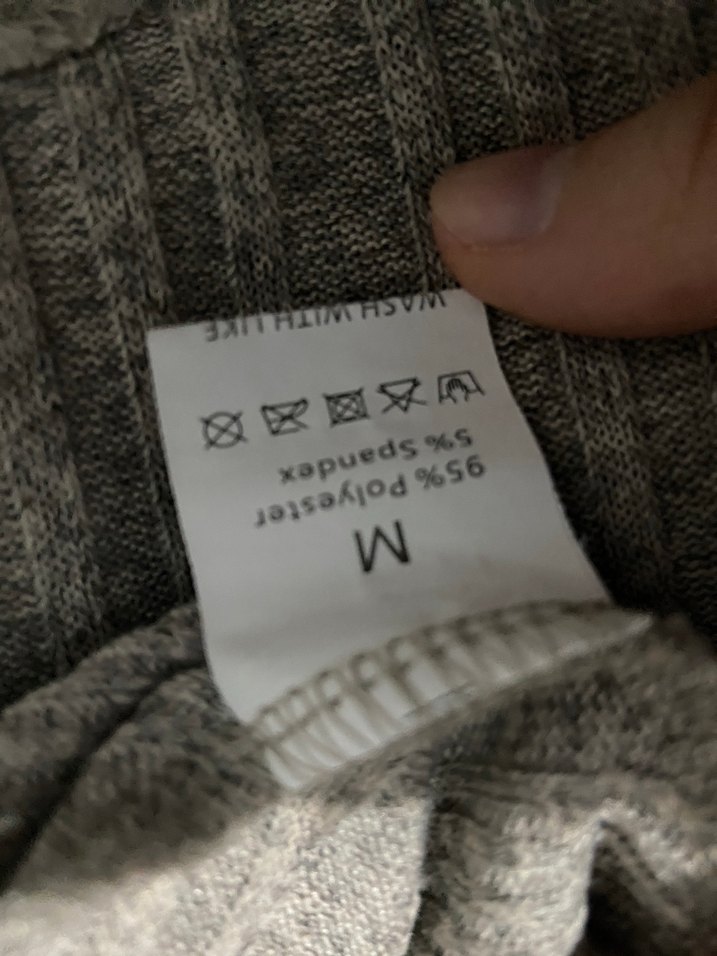 M
95% Polyester
5% Spandex
WASH WITH LIKE